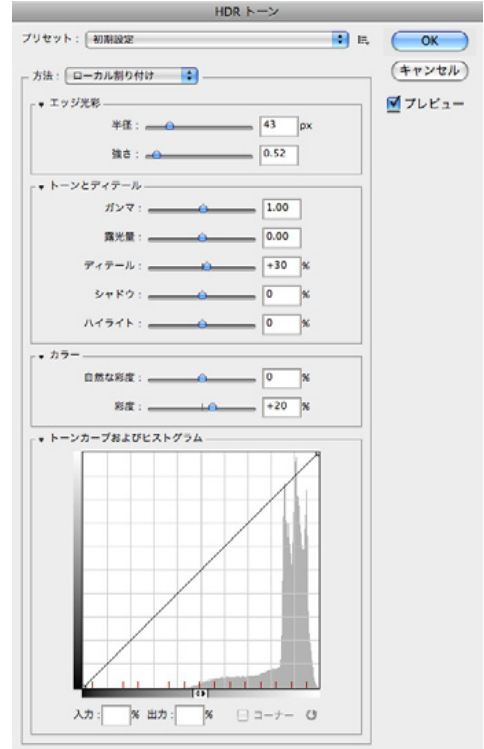 HDR トーン
プリセット： 初期設定
OK
キャンセル
プレビュー
方法： ローカル割り付け
エッジ光彩
半径： 43 px
強さ： 0.52
トーンとディテール
ガンマ： 1.00
露光量： 0.00
ディテール： +30 %
シャドウ： 0 %
ハイライト： 0 %
カラー
自然な彩度： 0 %
彩度： +20 %
トーンカーブおよびヒストグラム
入力： % 出力： % コーナー